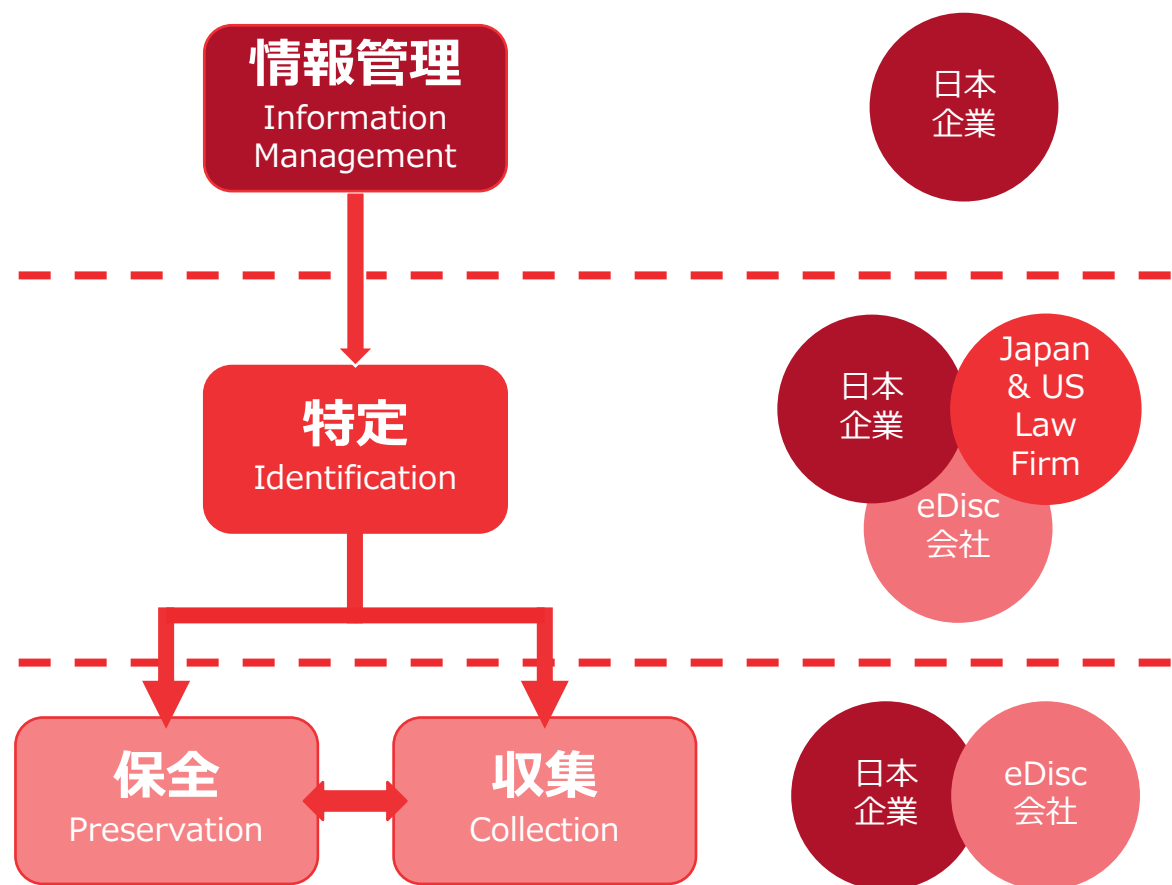 情報管理
Information
Management
日本
企業
特定
Identification
日本
企業
Japan
& US
Law
Firm
eDisc
会社
保全
Preservation
収集
Collection
日本
企業
eDisc
会社